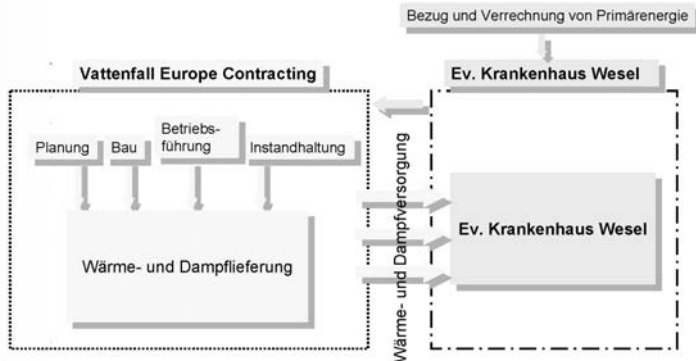 Bezug und Verrechnung von Primärenergie
Vattenfall Europe Contracting
Ev. Krankenhaus Wesel
Planung
Bau
Betriebs-
führung
Instandhaltung
Wärme- und Dampflieferung
Wärme- und Dampfversorgung
Ev. Krankenhaus Wesel